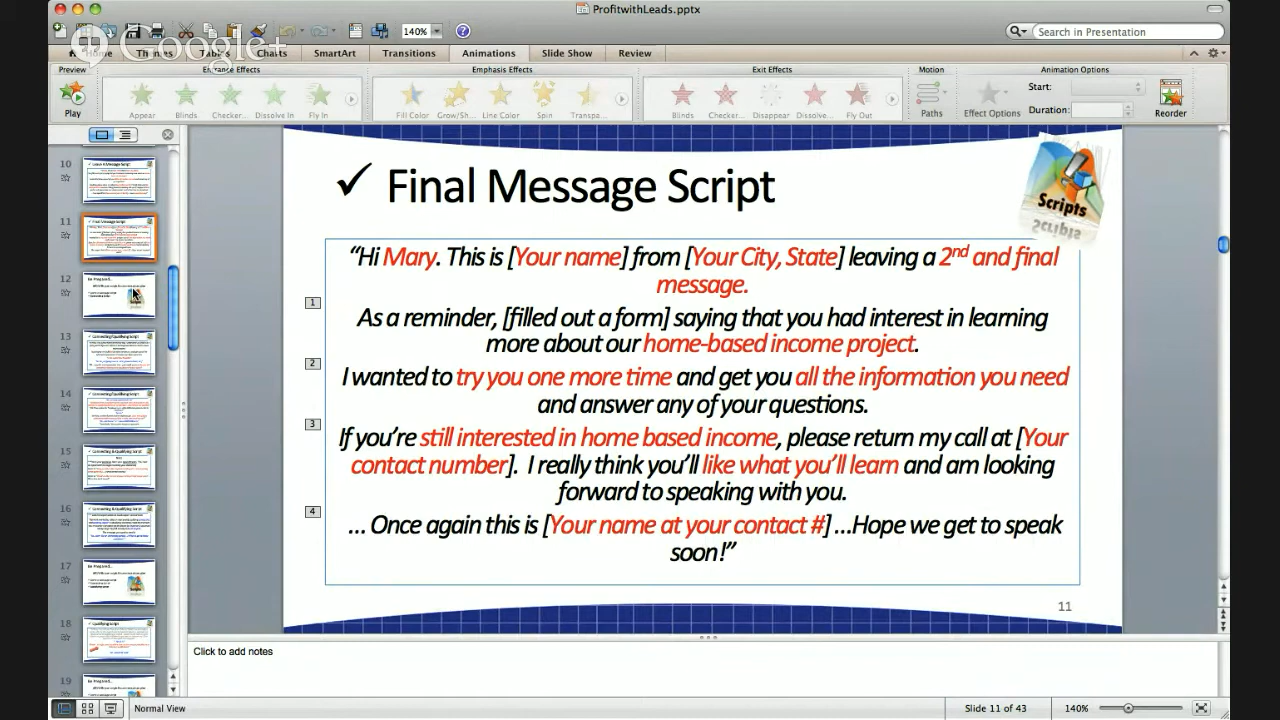 ProfitwithLeads.pptx
Google+
140%
Search in Presentation
Home Themes Tables Charts SmartArt Transitions Animations Slide Show Review
Preview Entrance Effects Emphasis Effects Exit Effects Motion Animation Options
Play Appear Blinds Checker... Dissolve In Fly In Fill Color Grow/Sh... Line Color Spin Transpa... Blinds Checker... Disappear Dissolve... Fly Out Paths Effect Options Start: Reorder
Duration:
10
11
12
13
14
15
16
17
18
19
✓ Final Message Script
Scripts
“Hi Mary. This is [Your name] from [Your City, State] leaving a 2nd and final
message.
1
As a reminder, [filled out a form] saying that you had interest in learning
more about our home-based income project.
2
I wanted to try you one more time and get you all the information you need
and answer any of your questions.
3
If you’re still interested in home based income, please return my call at [Your
contact number]. I really think you’ll like what you’ll learn and am looking
forward to speaking with you.
4
… Once again this is [Your name at your contact #] …Hope we get to speak
soon!”
11
Click to add notes
Normal View Slide 11 of 43 140%